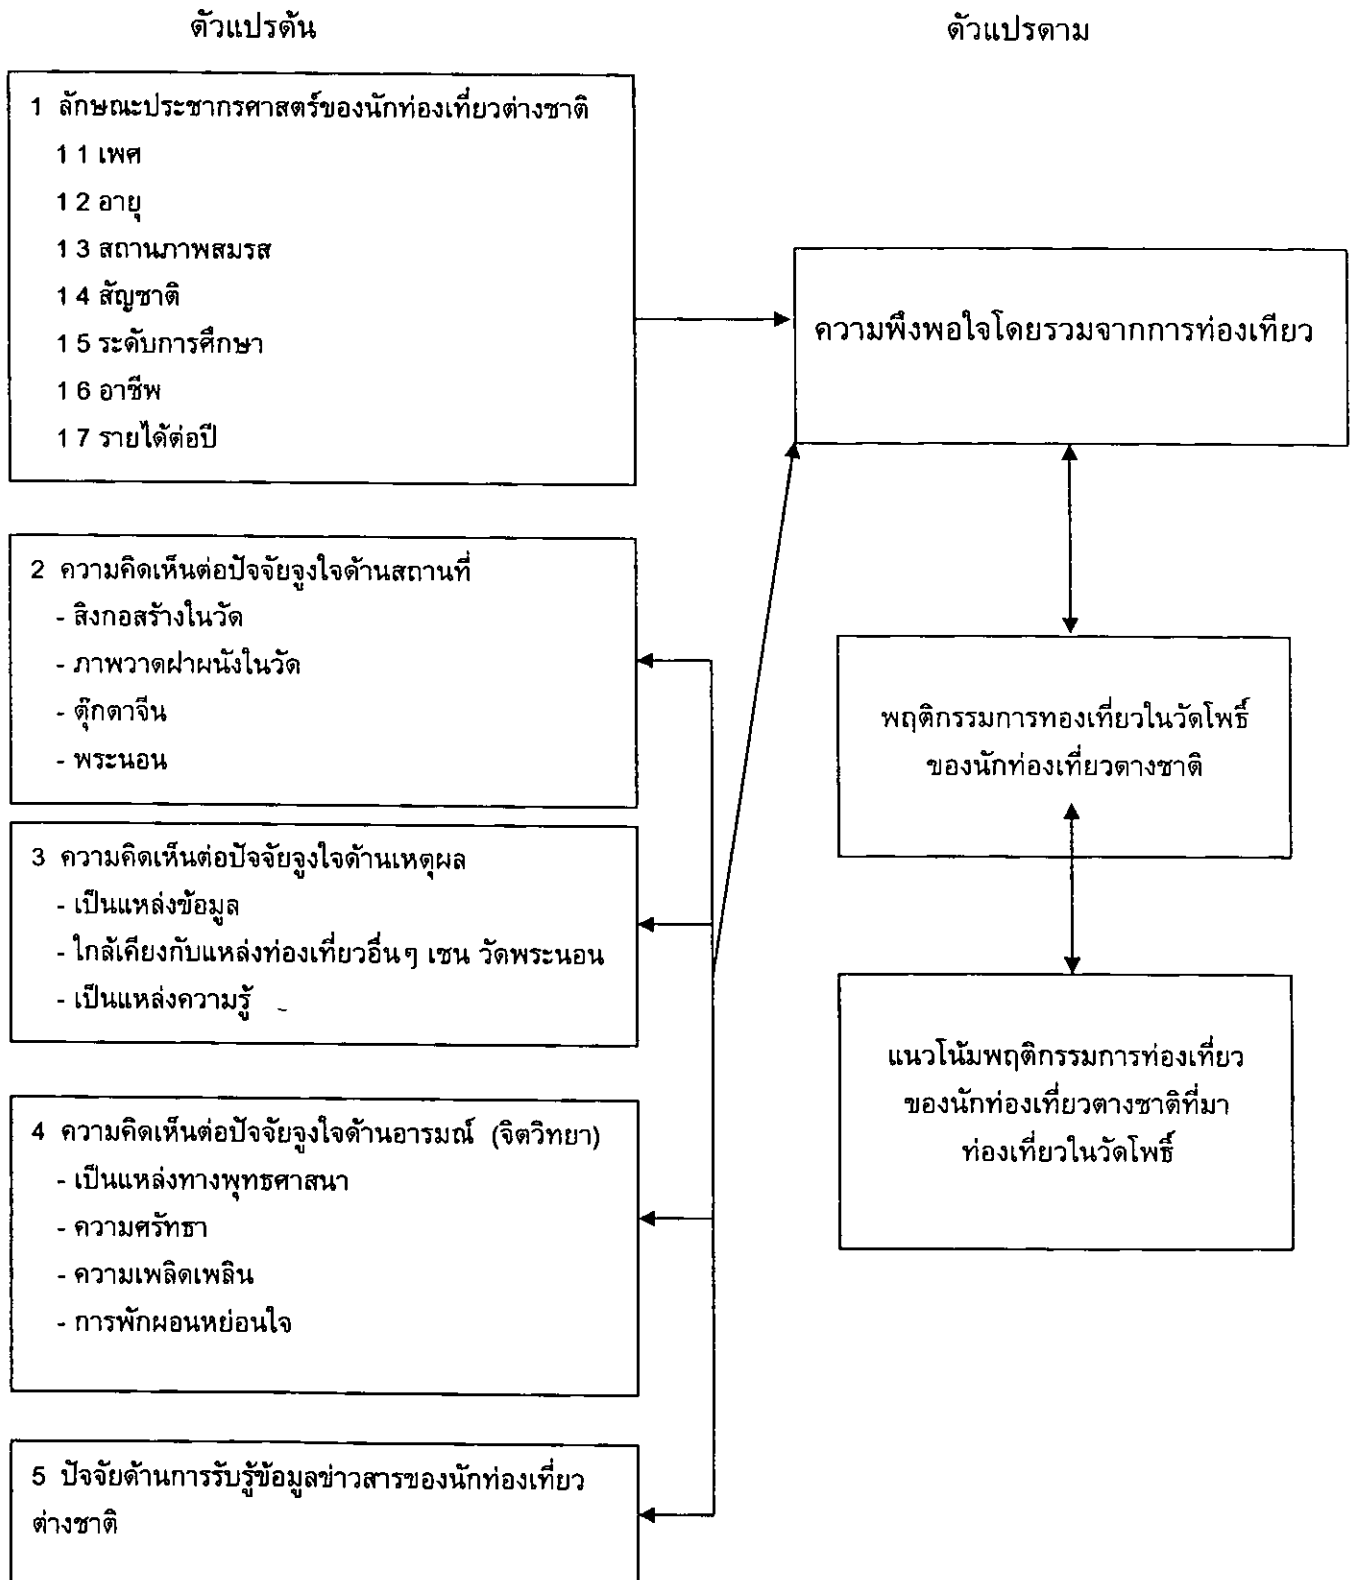 ตัวแปรต้น
ตัวแปรตาม
1 ลักษณะประชากรศาสตร์ของนักท่องเที่ยวต่างชาติ
1 1 เพศ
1 2 อายุ
1 3 สถานภาพสมรส
1 4 สัญชาติ
1 5 ระดับการศึกษา
1 6 อาชีพ
1 7 รายได้ต่อปี
ความพึงพอใจโดยรวมจากการท่องเทียว
2 ความคิดเห็นต่อปัจจัยจูงใจด้านสถานที่
- สิงกอสร้างในวัด
- ภาพวาดฝาผนังในวัด
- ตุ๊กตาจีน
- พระนอน
พฤติกรรมการทองเที่ยวในวัดโพธิ์
ของนักท่องเที่ยวตางชาติ
3 ความคิดเห็นต่อปัจจัยจูงใจด้านเหตุผล
- เป็นแหล่งข้อมูล
- ใกล้เคียงกับแหล่งท่องเที่ยวอื่นๆ เชน วัดพระนอน
- เป็นแหล่งความรู้
แนวโน้มพฤติกรรมการท่องเที่ยว
ของนักท่องเที่ยวตางชาติที่มา
ท่องเที่ยวในวัดโพธิ์
4 ความคิดเห็นต่อปัจจัยจูงใจด้านอารมณ์ (จิตวิทยา)
- เป็นแหล่งทางพุทธศาสนา
- ความศรัทธา
- ความเพลิดเพลิน
- การพักผอนหย่อนใจ
5 ปัจจัยด้านการรับรู้ข้อมูลข่าวสารของนักท่องเที่ยว
ต่างชาติ